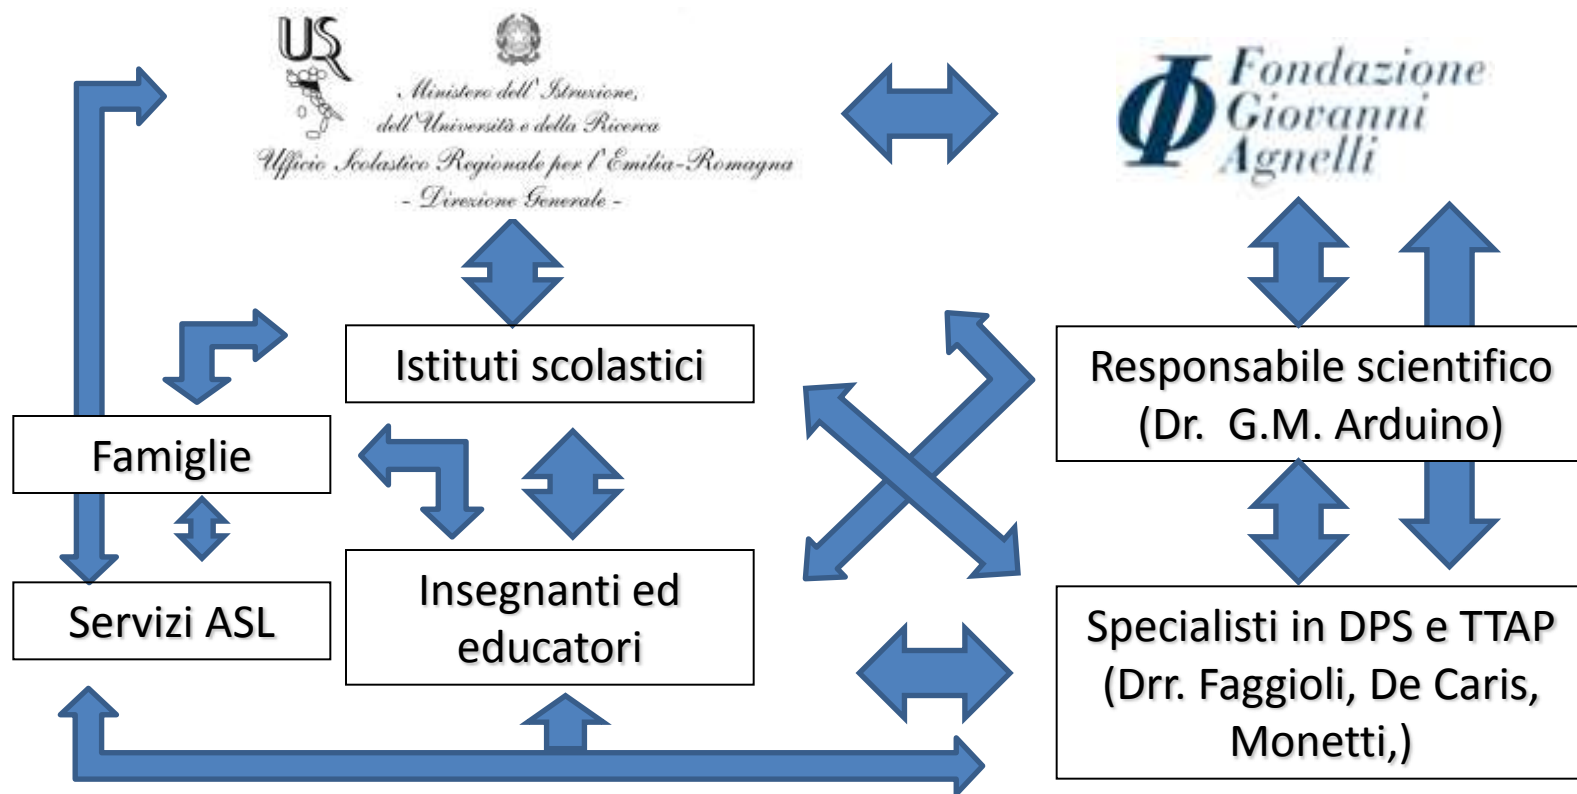 USR
Ministero dell'Istruzione,
dell'Università e della Ricerca
Ufficio Scolastico Regionale per l'Emilia-Romagna
- Direzione Generale -
Fondazione
Giovanni
Agnelli
Istituti scolastici
Responsabile scientifico
(Dr. G.M. Arduino)
Famiglie
Insegnanti ed
educatori
Servizi ASL
Specialisti in DPS e TTAP
(Drr. Faggioli, De Caris,
Monetti,)